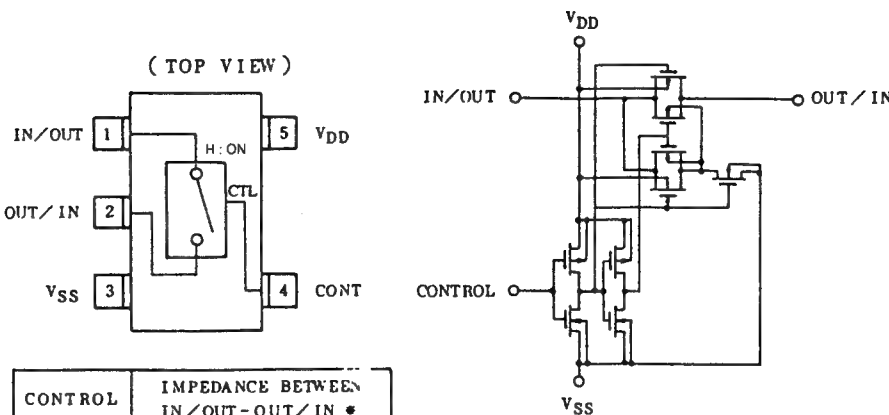 (TOP VIEW)
IN/OUT 1
5 VDD
H:ON
CTL
OUT/IN 2
VSS 3
4 CONT
CONTROL
IMPEDANCE BETWEEN
IN/OUT-OUT/IN *
VDD
IN/OUT
OUT/IN
CONTROL
VSS